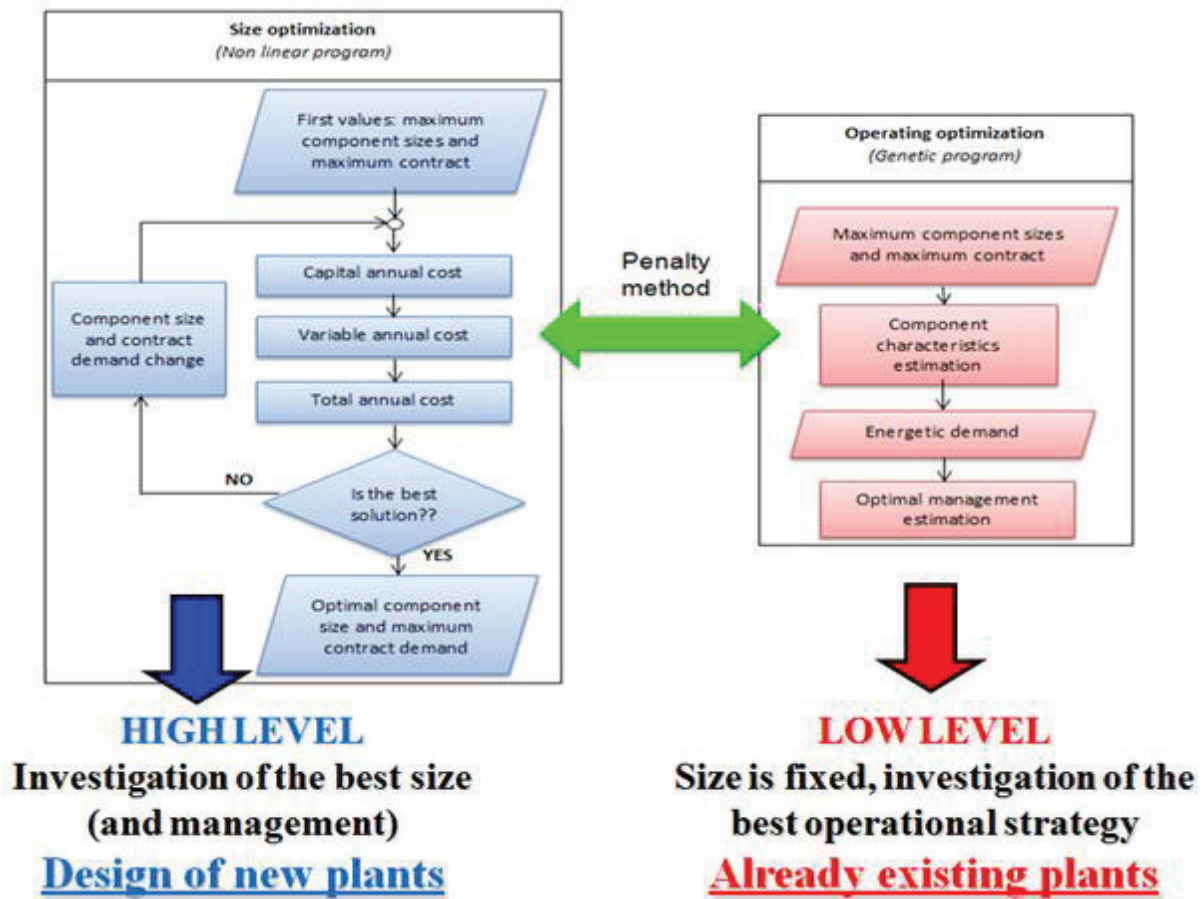 Size optimization
(Non linear program)
First values: maximum
component sizes and
maximum contract
Capital annual cost
Variable annual cost
Total annual cost
Component size
and contract
demand change
NO
Is the best
solution??
YES
Optimal component
size and maximum
contract demand
Penalty
method
Operating optimization
(Genetic program)
Maximum component sizes
and maximum contract
Component
characteristics
estimation
Energetic demand
Optimal management
estimation
HIGH LEVEL
Investigation of the best size
(and management)
Design of new plants
LOW LEVEL
Size is fixed, investigation of the
best operational strategy
Already existing plants